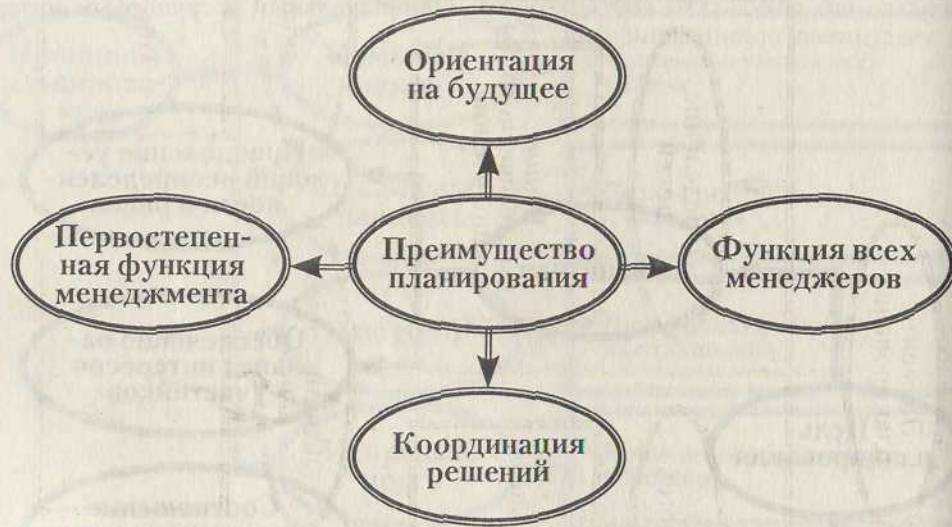 Ориентация
на будущее
Первостепен-
ная функция
менеджмента
Преимущество
планирования
Функция всех
менеджеров
Координация
решений